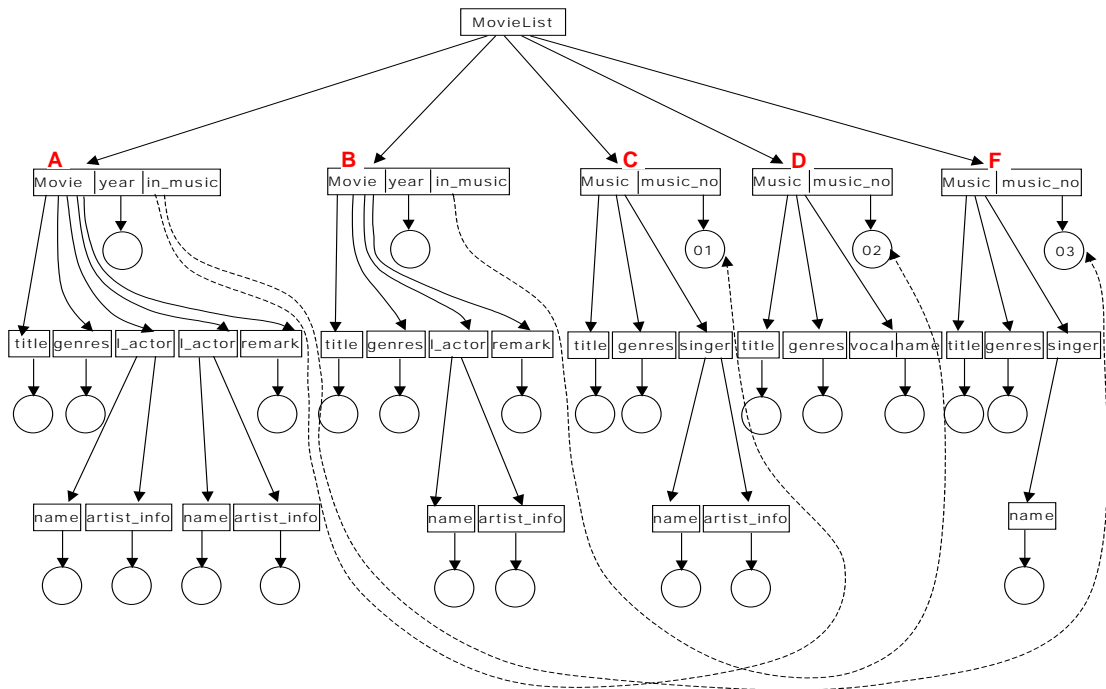 MovieList
A B C D F
Movie year in_music Movie year in_music Music music_no Music music_no Music music_no
01 02 03
title genres l_actor l_actor remark title genres l_actor remark title genres singer title genres vocal name title genres singer
name artist_info name artist_info name artist_info name artist_info name